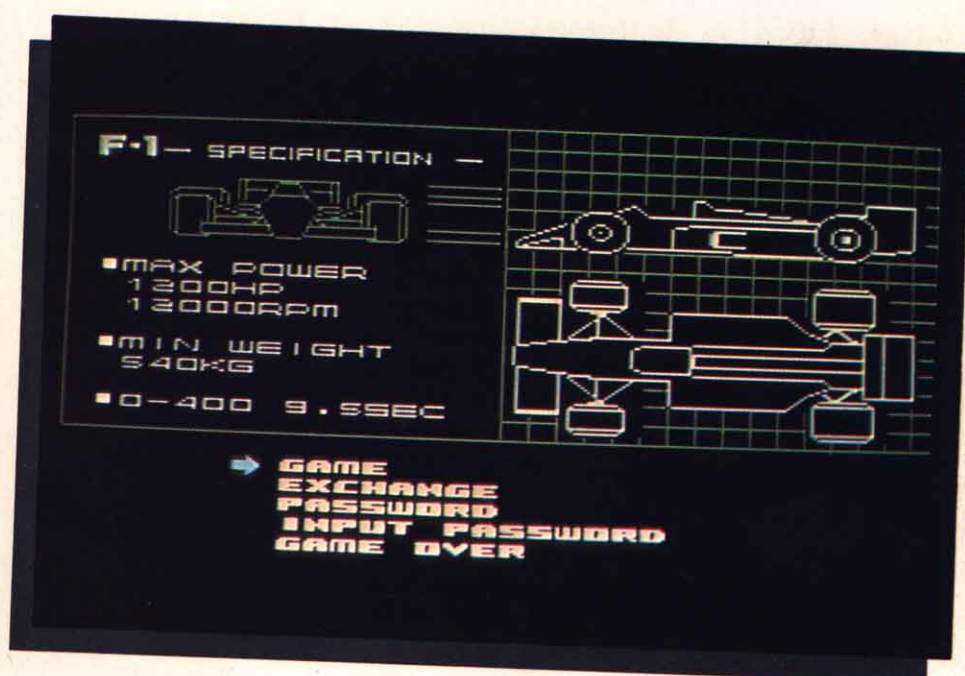 F-1 — SPECIFICATION —
■MAX POWER
1200HP
12000RPM
■MIN WEIGHT
540KG
■0-400 9.5SEC
GAME
EXCHANGE
PASSWORD
INPUT PASSWORD
GAME OVER